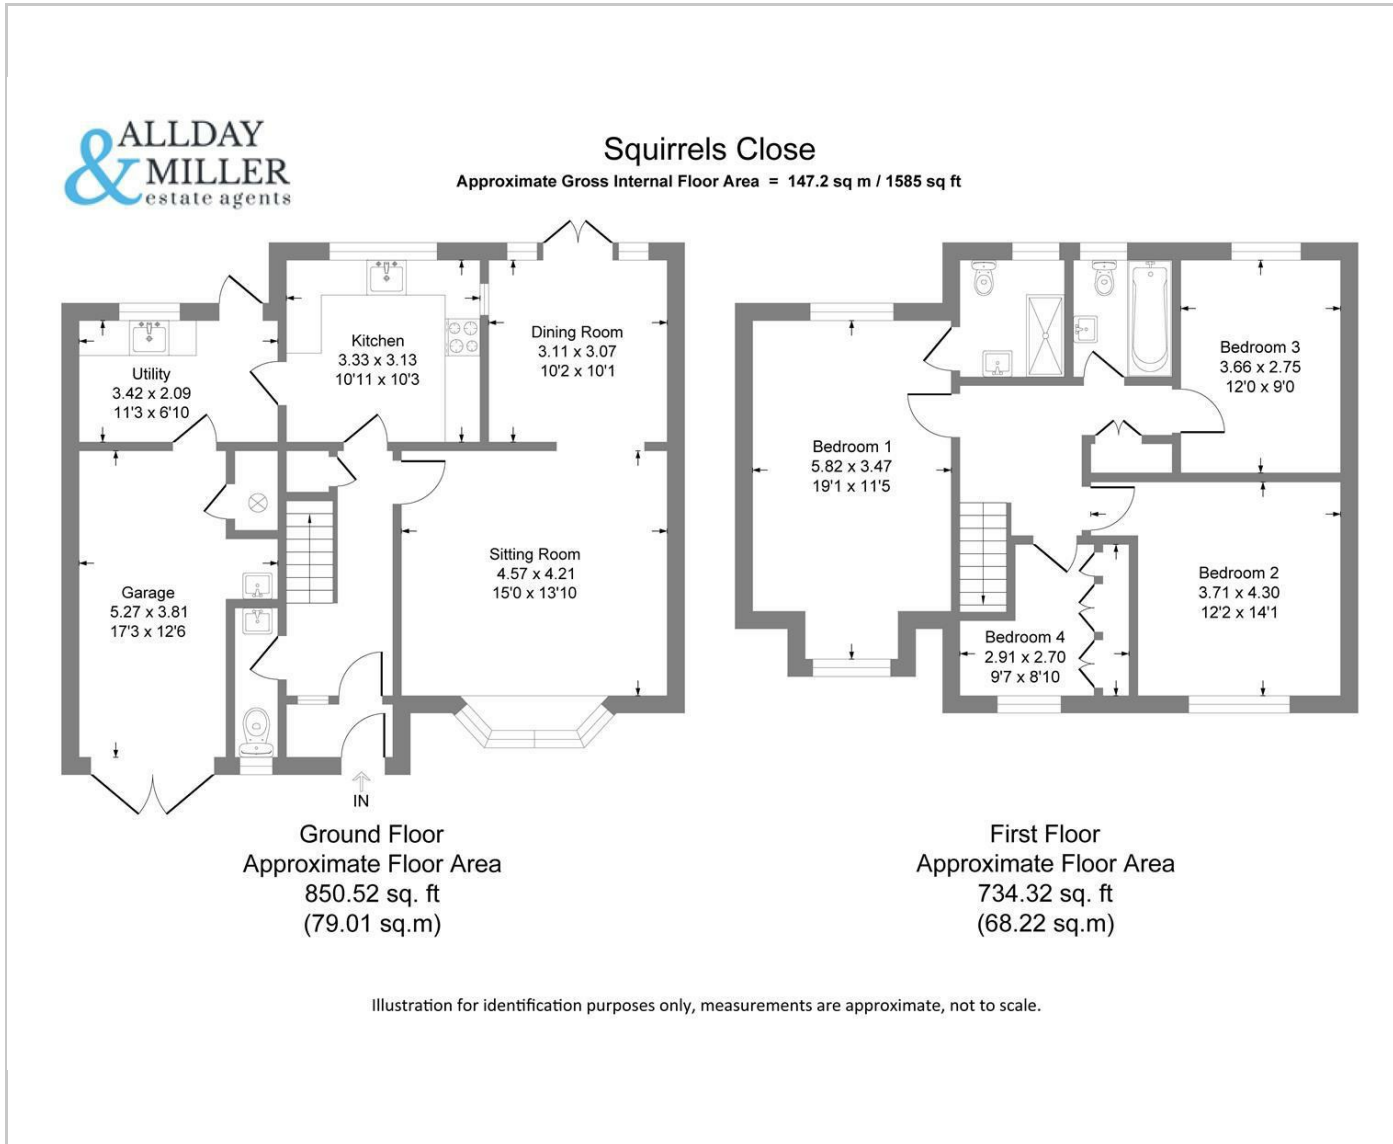 ALLDAY
& MILLER
estate agents
Squirrels Close
Approximate Gross Internal Floor Area = 147.2 sq m / 1585 sq ft
Utility
3.42 x 2.09
11'3 x 6'10
Kitchen
3.33 x 3.13
10'11 x 10'3
Dining Room
3.11 x 3.07
10'2 x 10'1
Garage
5.27 x 3.81
17'3 x 12'6
Sitting Room
4.57 x 4.21
15'0 x 13'10
IN
Ground Floor
Approximate Floor Area
850.52 sq. ft
(79.01 sq.m)
Bedroom 1
5.82 x 3.47
19'1 x 11'5
Bedroom 3
3.66 x 2.75
12'0 x 9'0
Bedroom 4
2.91 x 2.70
9'7 x 8'10
Bedroom 2
3.71 x 4.30
12'2 x 14'1
First Floor
Approximate Floor Area
734.32 sq. ft
(68.22 sq.m)
Illustration for identification purposes only, measurements are approximate, not to scale.